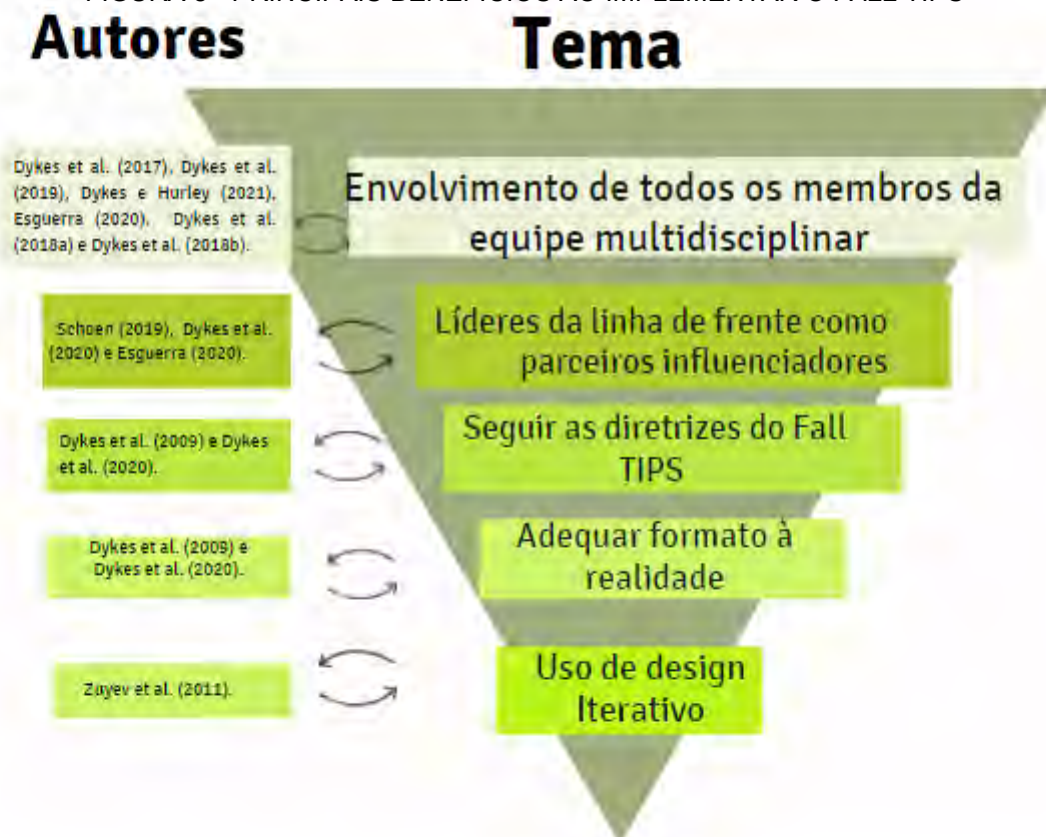 Autores
Tema
Dykes et al. (2017), Dykes et al.
(2019), Dykes e Hurley (2021),
Esguerra (2020). Dykes et al.
(2018a) e Dykes et al. (2018b).
Envolvimento de todos os membros da
equipe multidisciplinar
Schoen (2019), Dykes et al.
(2020) e Esguerra (2020).
Líderes da linha de frente como
parceiros influenciadores
Dykes et al. (2009) e Dykes
et al. (2020).
Seguir as diretrizes do Fall
TIPS
Dykes et al. (2009) e
Dykes et al. (2020).
Adequar formato à
realidade
Zuyev et al. (2011).
Uso de design
Iterativo